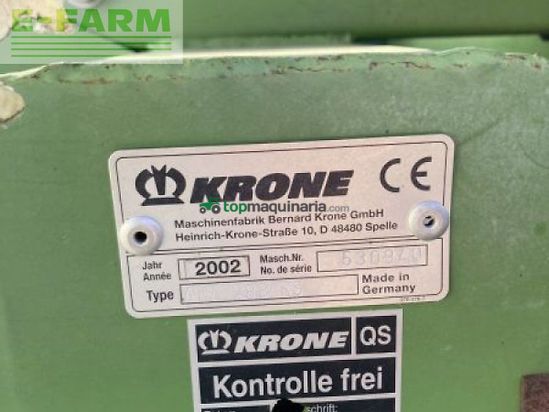 E-FARM
KRONE CE
topmaquinaria.com
Maschinenfabrik Bernard Krone GmbH
Heinrich-Krone-Straße 10, D 48480 Spelle
Jahr Année 2002 Masch.Nr. No. de série
Type Made in Germany
KRONE QS
Kontrolle frei